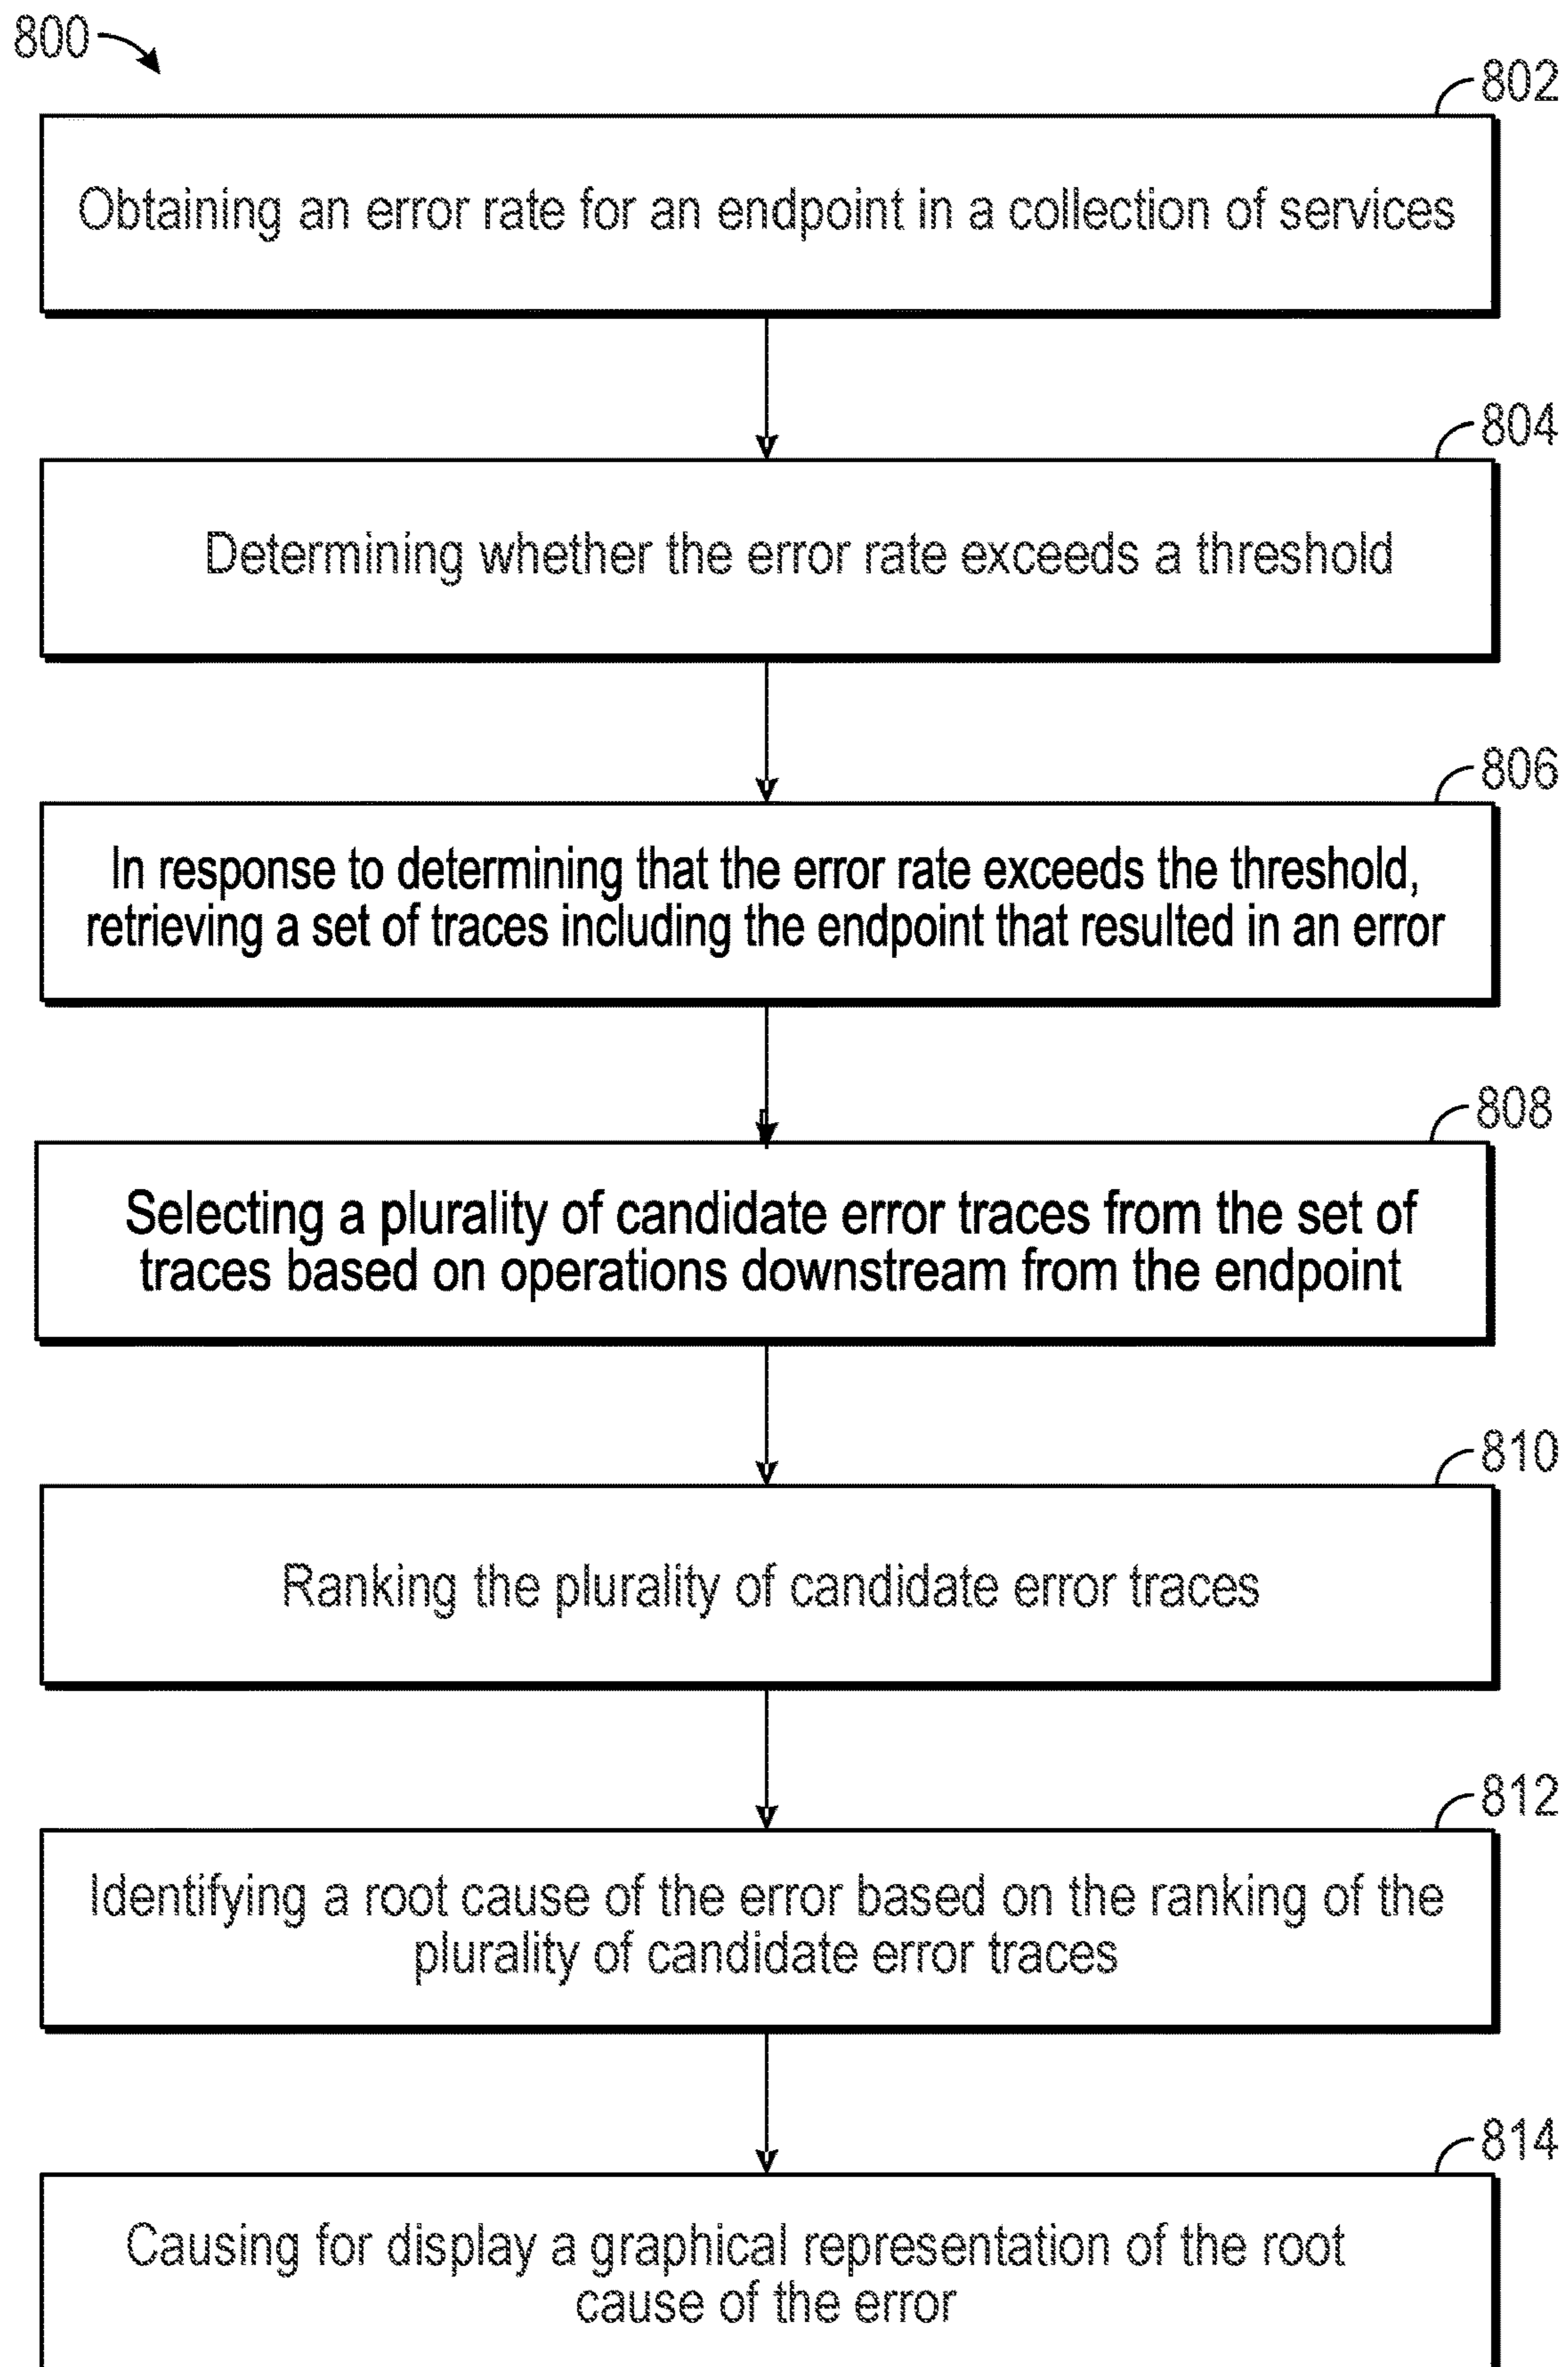 800
802
Obtaining an error rate for an endpoint in a collection of services
804
Determining whether the error rate exceeds a threshold
806
In response to determining that the error rate exceeds the threshold,
retrieving a set of traces including the endpoint that resulted in an error
808
Selecting a plurality of candidate error traces from the set of
traces based on operations downstream from the endpoint
810
Ranking the plurality of candidate error traces
812
Identifying a root cause of the error based on the ranking of the
plurality of candidate error traces
814
Causing for display a graphical representation of the root
cause of the error